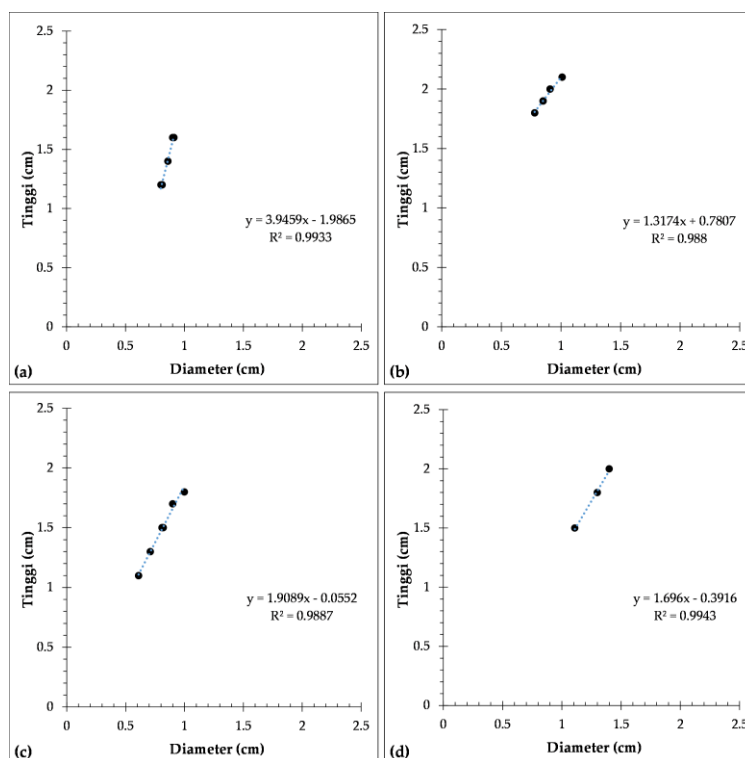 2.5
2
1.5
1
0.5
0
Tinggi (cm)
y = 3.9459x - 1.9865
R² = 0.9933
0 0.5 1 1.5 2 2.5
Diameter (cm)
(a)
2.5
2
1.5
1
0.5
0
Tinggi (cm)
y = 1.3174x + 0.7807
R² = 0.988
0 0.5 1 1.5 2 2.5
Diameter (cm)
(b)
2.5
2
1.5
1
0.5
0
Tinggi (cm)
y = 1.9089x - 0.0552
R² = 0.9887
0 0.5 1 1.5 2 2.5
Diameter (cm)
(c)
2.5
2
1.5
1
0.5
0
Tinggi (cm)
y = 1.696x - 0.3916
R² = 0.9943
0 0.5 1 1.5 2 2.5
Diameter (cm)
(d)